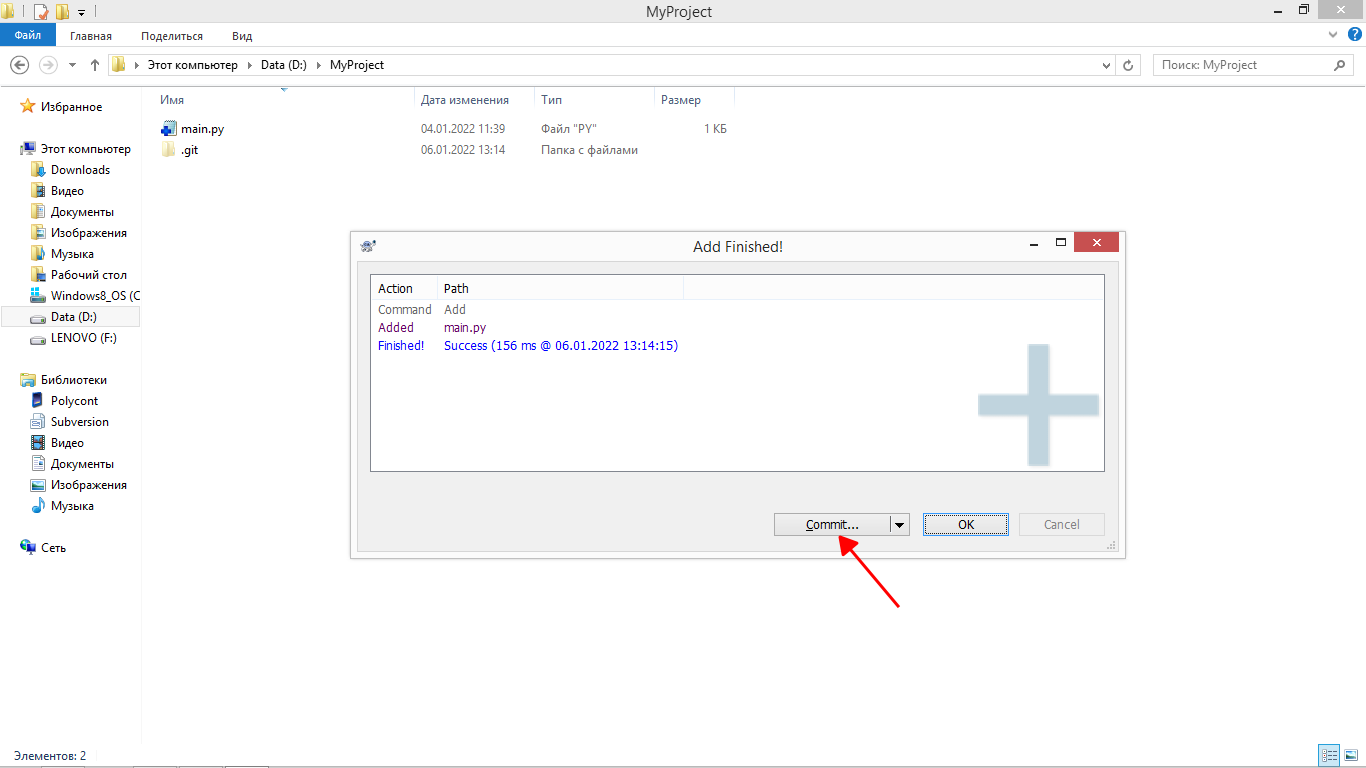 MyProject
Файл Главная Поделиться Вид
Этот компьютер Data (D:) MyProject Поиск: MyProject
Имя Дата изменения Тип Размер
main.py 04.01.2022 11:39 Файл "PY" 1 КБ
.git 06.01.2022 13:14 Папка с файлами
Избранное
Этот компьютер
Downloads
Видео
Документы
Изображения
Музыка
Рабочий стол
Windows8_OS (C
Data (D:)
LENOVO (F:)
Библиотеки
Polycont
Subversion
Видео
Документы
Изображения
Музыка
Сеть
Add Finished!
Action Path
Command Add
Added main.py
Finished! Success (156 ms @ 06.01.2022 13:14:15)
Commit... OK Cancel
Элементов: 2